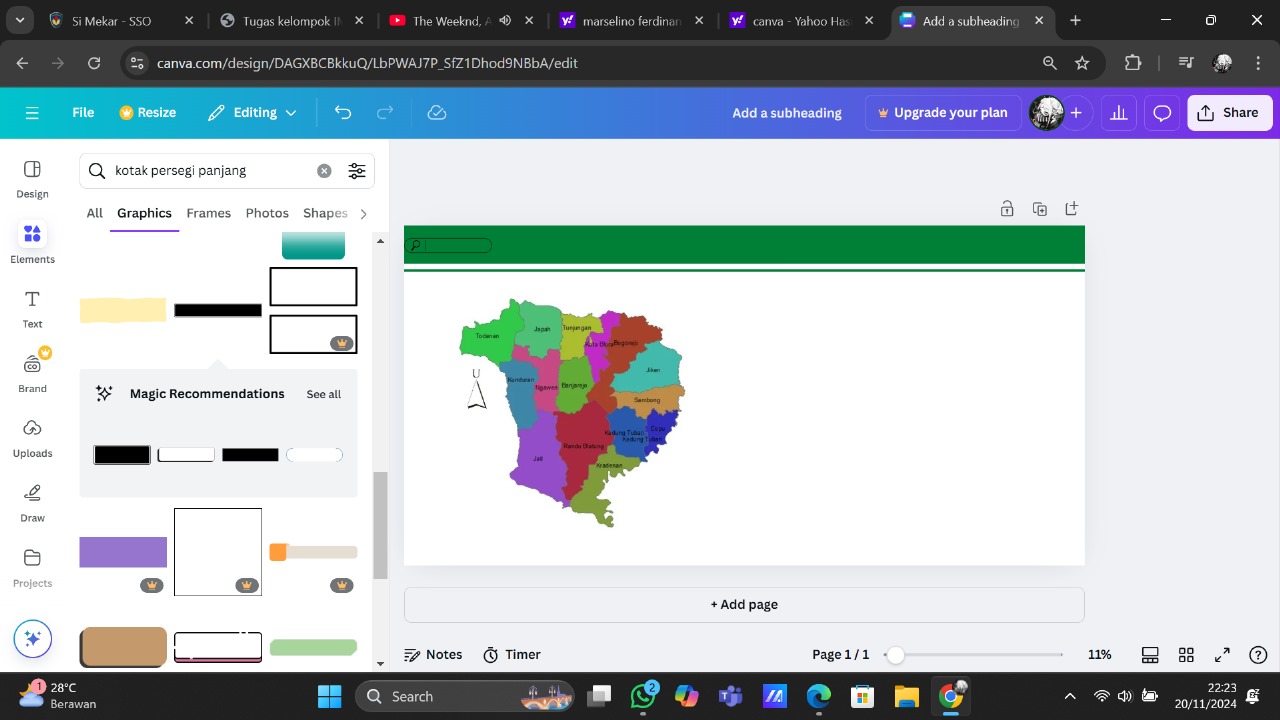 Si Mekar - SSO
Tugas kelompok IM
The Weeknd, A
marselino ferdinan
canva - Yahoo Has
Add a subheading
canva.com/design/DAGXBCBkkuQ/LbPWAJ7P_SfZ1Dhod9NBbA/edit
File
Resize
Editing
Add a subheading
Upgrade your plan
Share
Design
Elements
Text
Brand
Uploads
Draw
Projects
kotak persegi panjang
All
Graphics
Frames
Photos
Shapes
Magic Recommendations
See all
Todanan
Japah
Tunjungan
Bogorejo
Jiken
Kunduran
Ngawen
Banjarejo
Sambong
Cepu
Kedung Tuban
Kedung Tuban
Rando Blatung
Jati
Kradenan
U
+ Add page
Notes
Timer
Page 1 / 1
11%
1
28°C
Berawan
Search
2
22:23
20/11/2024